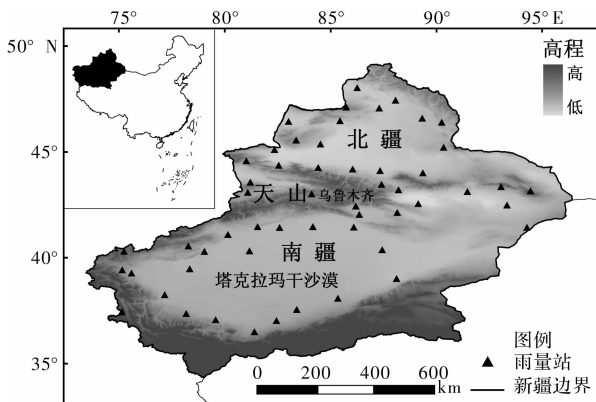 75° 80° 85° 90° 95° E
50° N
45°
40°
35°
高程
高
低
北 疆
天 山
乌鲁木齐
南 疆
塔克拉玛干沙漠
图例
雨量站
新疆边界
0 200 400 600
km